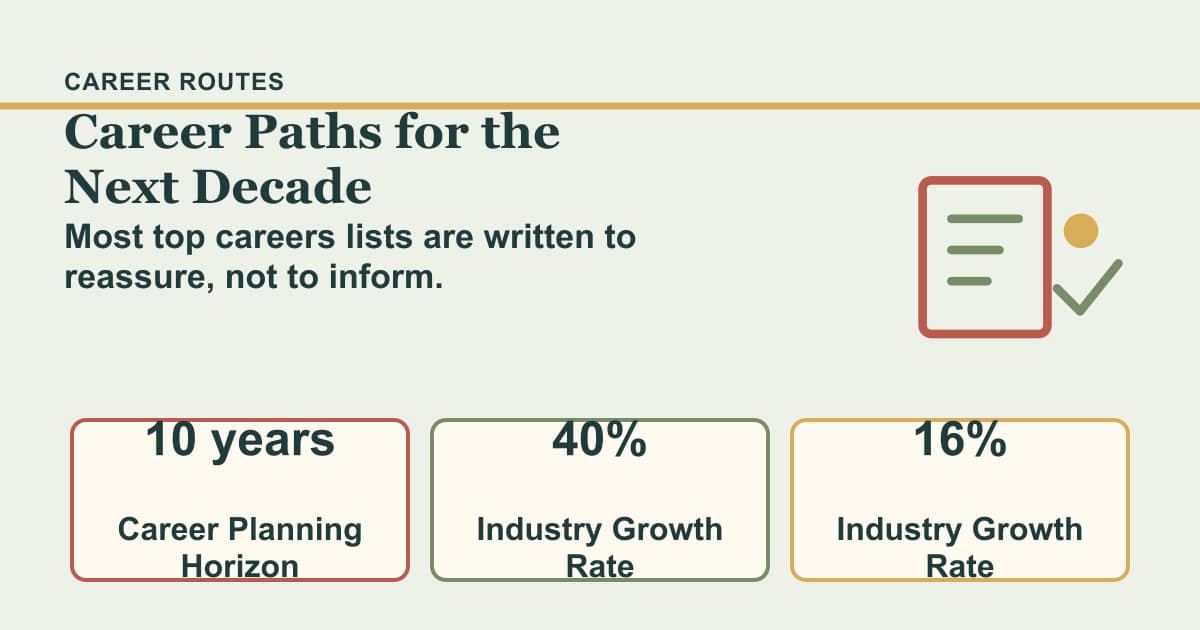 CAREER ROUTES
Career Paths for the
Next Decade
Most top careers lists are written to
reassure, not to inform.
10 years
Career Planning
Horizon
40%
Industry Growth
Rate
16%
Industry Growth
Rate